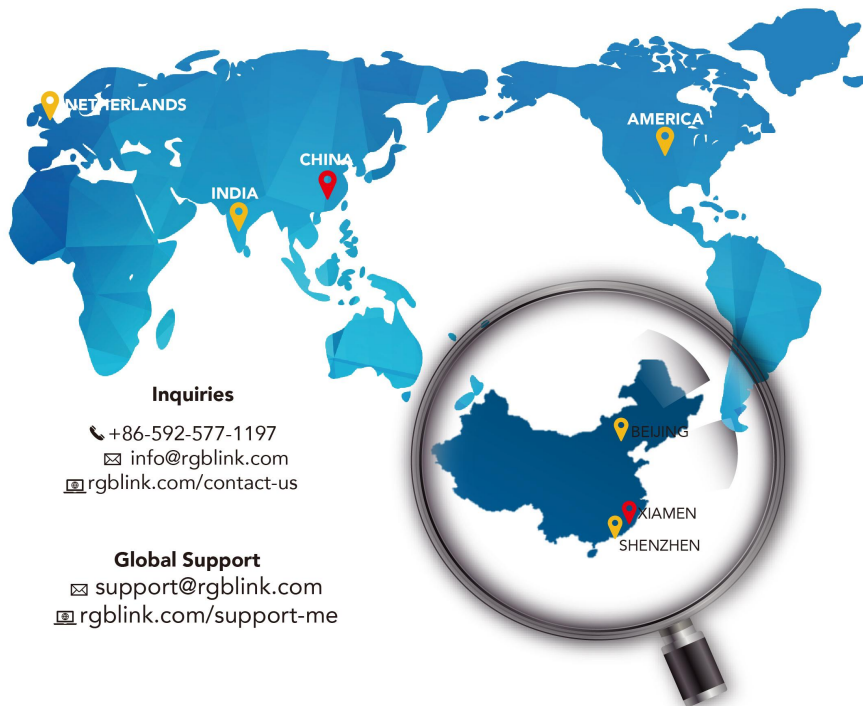 NETHERLANDS
AMERICA
CHINA
INDIA
Inquiries
+86-592-577-1197
info@rgblink.com
rgblink.com/contact-us
Global Support
support@rgblink.com
rgblink.com/support-me
BEIJING
XIAMEN
SHENZHEN